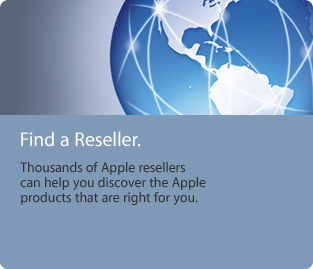 Find a Reseller.
Thousands of Apple resellers
can help you discover the Apple
products that are right for you.